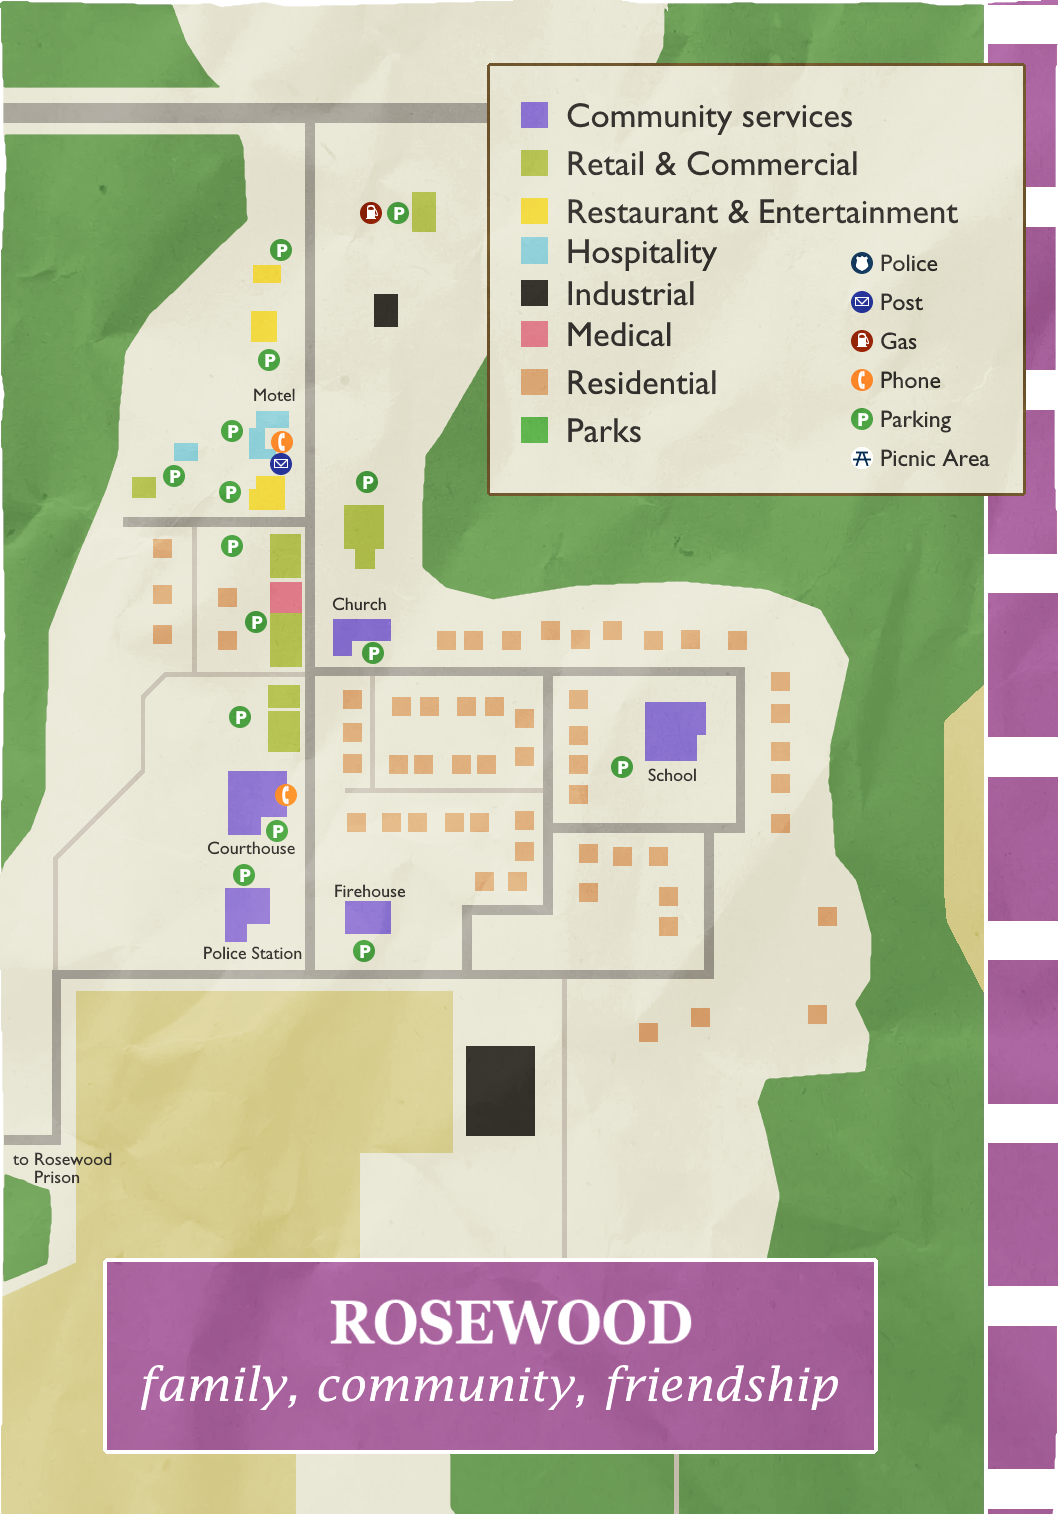 Community services
Retail & Commercial
Restaurant & Entertainment
Hospitality
Industrial
Medical
Residential
Parks
Police
Post
Gas
Phone
Parking
Picnic Area
P
P
P
Motel
P
P
P
P
P
Church
P
P
P
P
School
Courthouse
P
P
Firehouse
Police Station
P
to Rosewood
Prison
ROSEWOOD
family, community, friendship